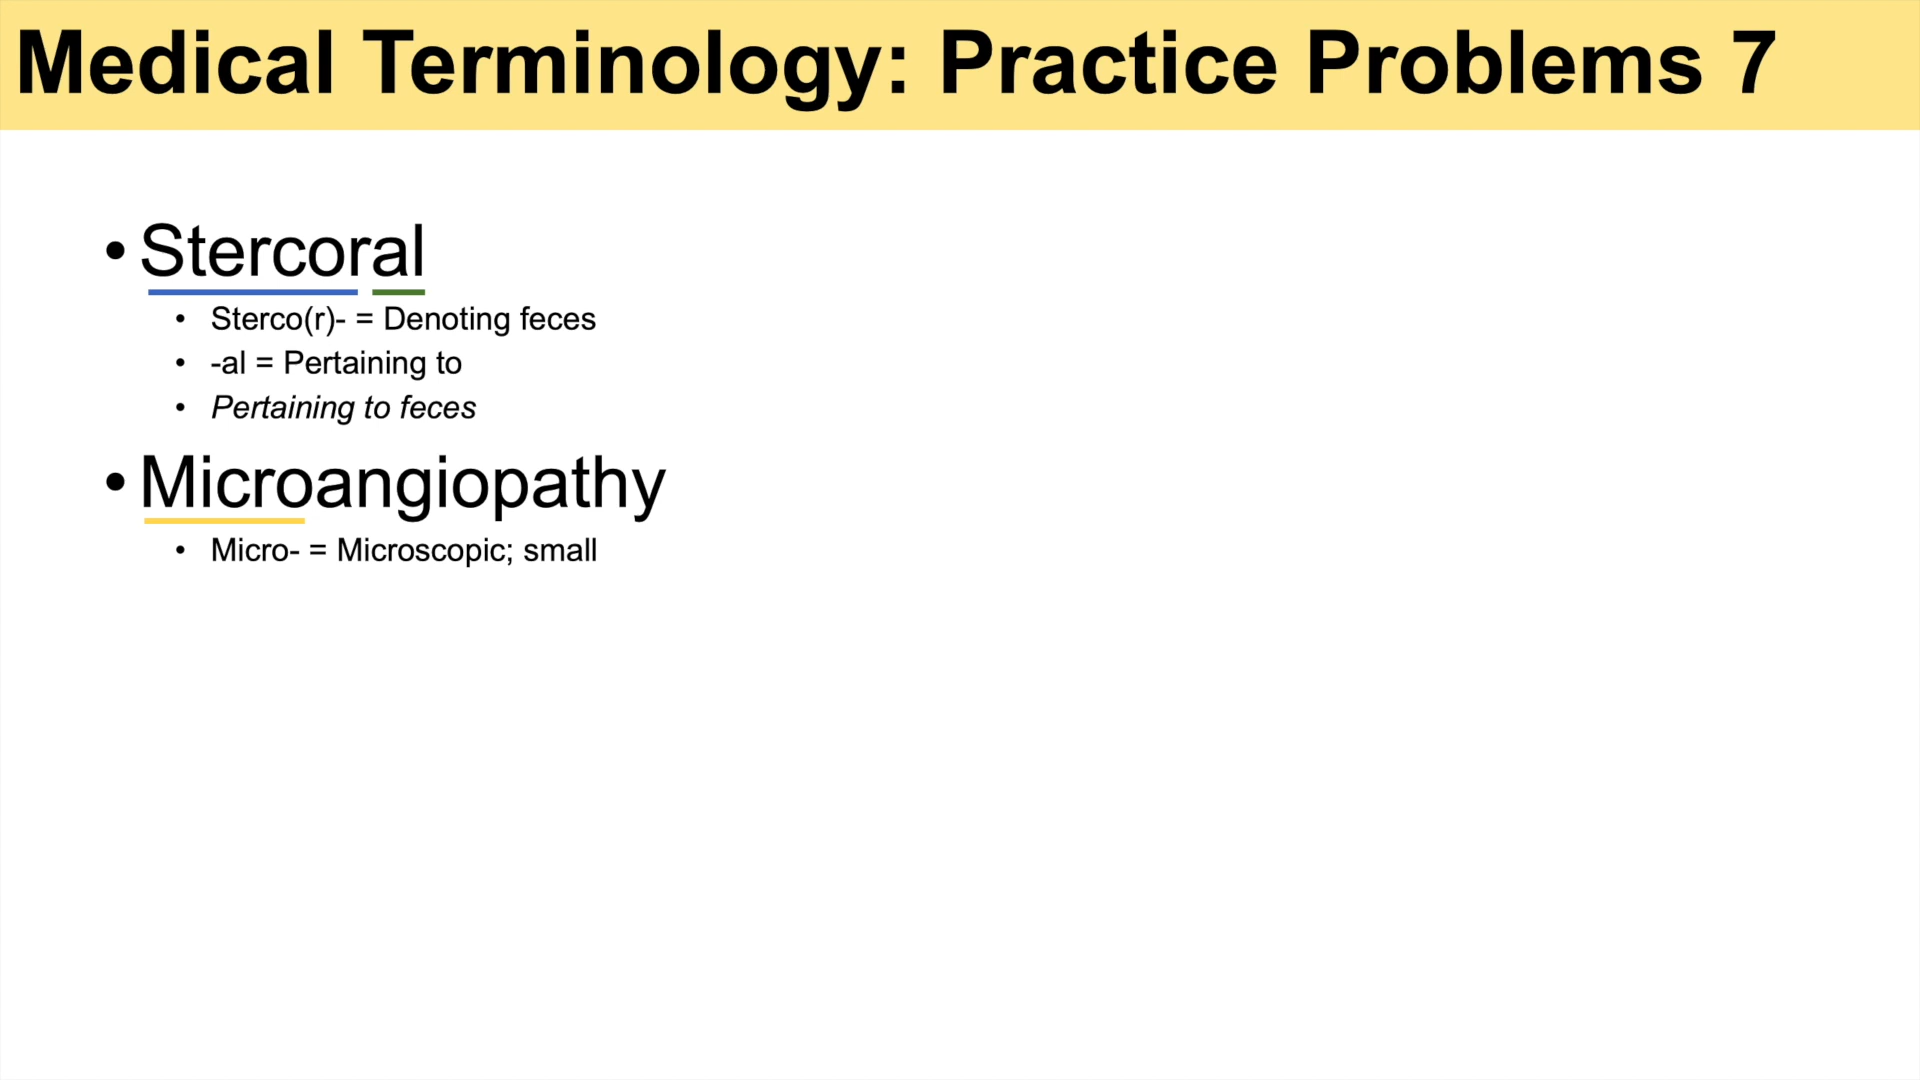 Medical Terminology: Practice Problems 7
• Stercoral
• Sterco(r)- = Denoting feces
• -al = Pertaining to
• Pertaining to feces
• Microangiopathy
• Micro- = Microscopic; small